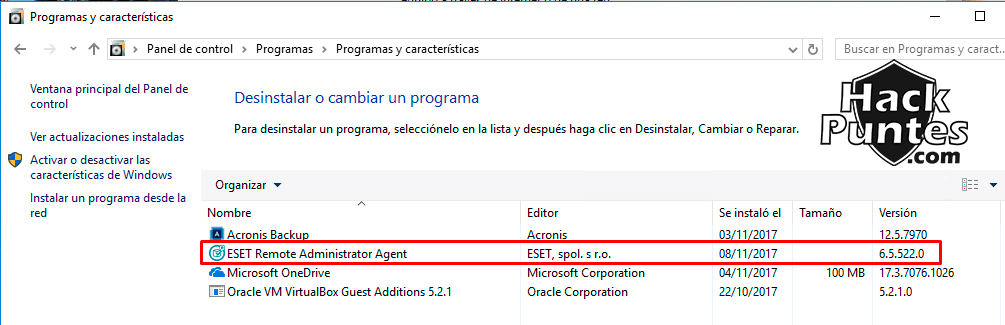 Programas y características
Panel de control
Programas
Programas y características
Buscar en Programas y caract...
Ventana principal del Panel de
control
Ver actualizaciones instaladas
Activar o desactivar las
características de Windows
Instalar un programa desde la
red
Desinstalar o cambiar un programa
Para desinstalar un programa, selecciónelo en la lista y después haga clic en Desinstalar, Cambiar o Reparar.
Hack
Puntes
.com
Organizar
Nombre Editor Se instaló el Tamaño Versión
Acronis Backup Acronis 03/11/2017 12.5.7970
ESET Remote Administrator Agent ESET, spol. s r.o. 08/11/2017 6.5.522.0
Microsoft OneDrive Microsoft Corporation 04/11/2017 100 MB 17.3.7076.1026
Oracle VM VirtualBox Guest Additions 5.2.1 Oracle Corporation 22/10/2017 5.2.1.0